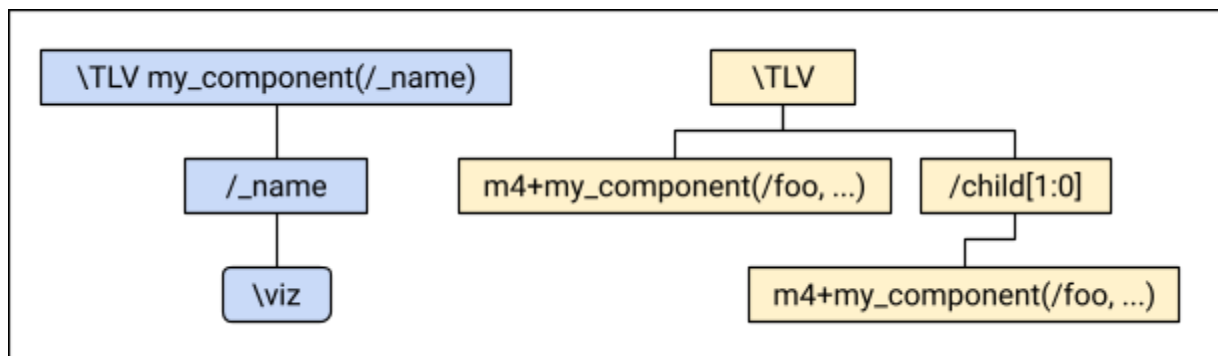 \TLV my_component(/_name)
\TLV
/_name
m4+my_component(/foo, ...)
/child[1:0]
\viz
m4+my_component(/foo, ...)